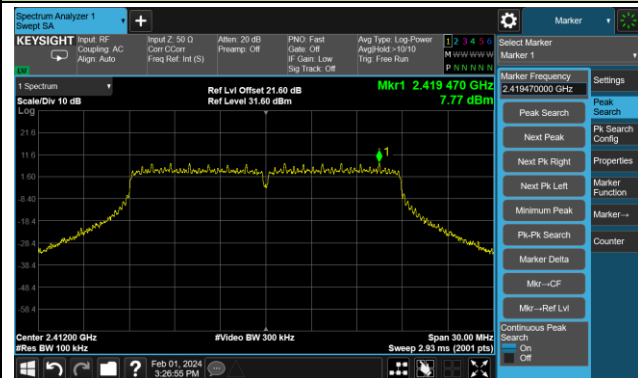 Spectrum Analyzer 1
Swept SA
+
Marker
KEYSIGHT
Input: RF
Coupling: AC
Align: Auto
Input Z: 50 Ω
Corr CCorr
Freq Ref: Int (S)
Atten: 20 dB
Preamp: Off
PNO: Fast
Gate: Off
IF Gain: Low
Sig Track: Off
Avg Type: Log-Power
Avg|Hold:>10/10
Trig: Free Run
1 2 3 4 5 6
M W W W W W
P N N N N N
LXI
Select Marker
Marker 1
1 Spectrum
Scale/Div 10 dB
Log
Ref Lvl Offset 21.60 dB
Ref Level 31.60 dBm
Mkr1 2.419 470 GHz
7.77 dBm
21.6
11.6
1.60
-8.40
-18.4
-28.4
-38.4
-48.4
-58.4
1
Center 2.41200 GHz
#Res BW 100 kHz
#Video BW 300 kHz
Span 30.00 MHz
Sweep 2.93 ms (2001 pts)
Marker Frequency
2.419470000 GHz
Peak Search
Next Peak
Next Pk Right
Next Pk Left
Minimum Peak
Pk-Pk Search
Marker Delta
Mkr→CF
Mkr→Ref Lvl
Continuous Peak
Search
On
Off
Settings
Peak
Search
Pk Search
Config
Properties
Marker
Function
Marker→
Counter
?
Feb 01, 2024
3:26:55 PM